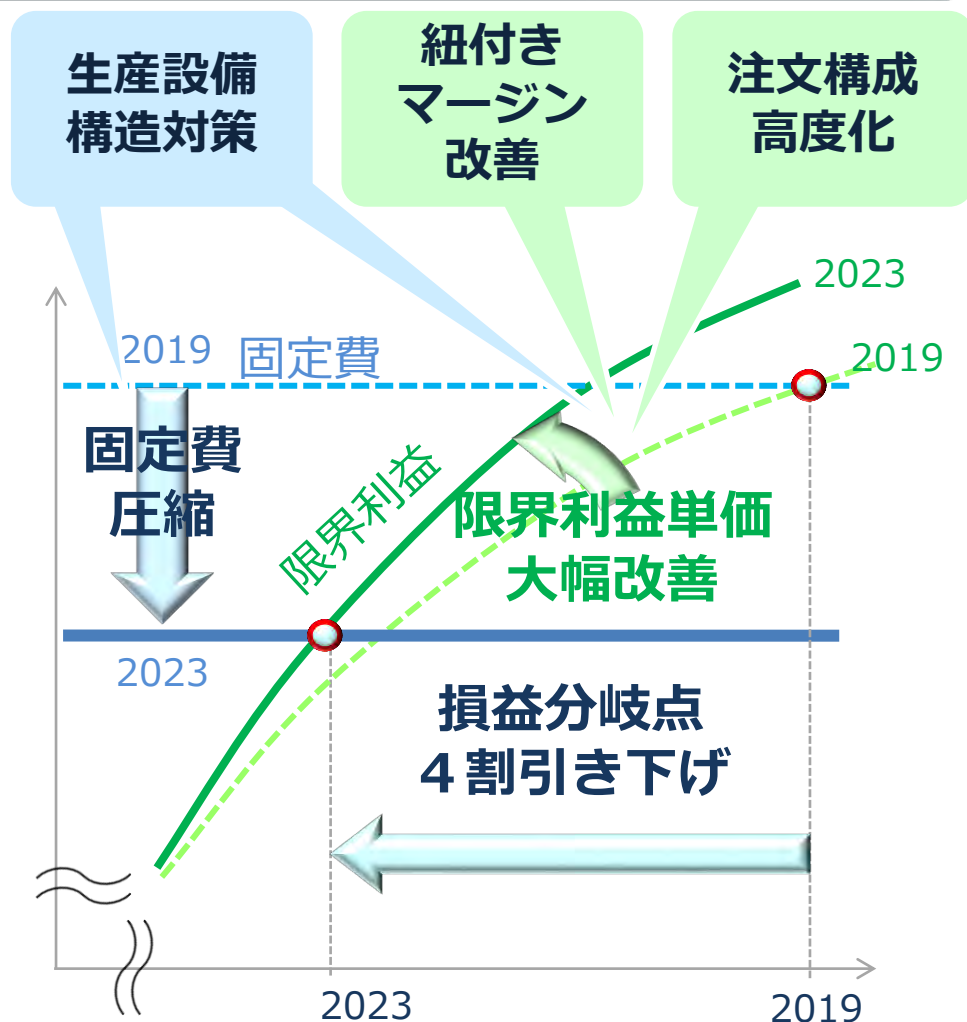 生産設備
構造対策
紐付き
マージン
改善
注文構成
高度化
2023
2019
2019
固定費
固定費
圧縮
限界利益
限界利益単価
大幅改善
2023
損益分岐点
４割引き下げ
2023
2019